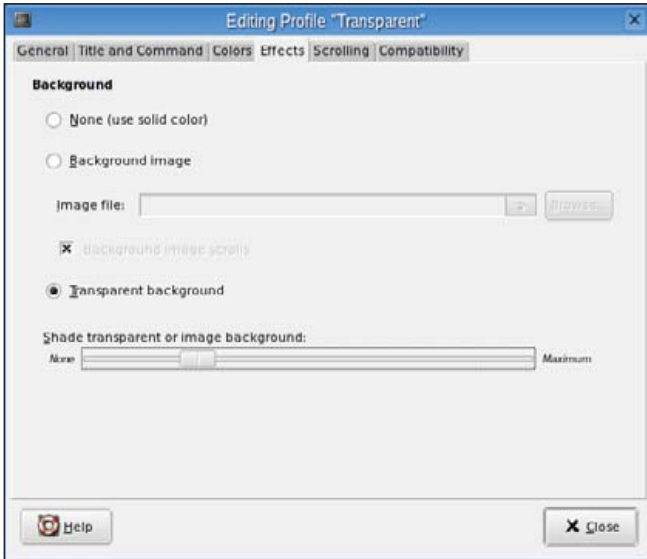 Editing Profile "Transparent"
General Title and Command Colors Effects Scrolling Compatibility
Background
None (use solid color)
Background image
Image file:
Browse...
Background image scrolls
Transparent background
Shade transparent or image background:
None Maximum
Help Close